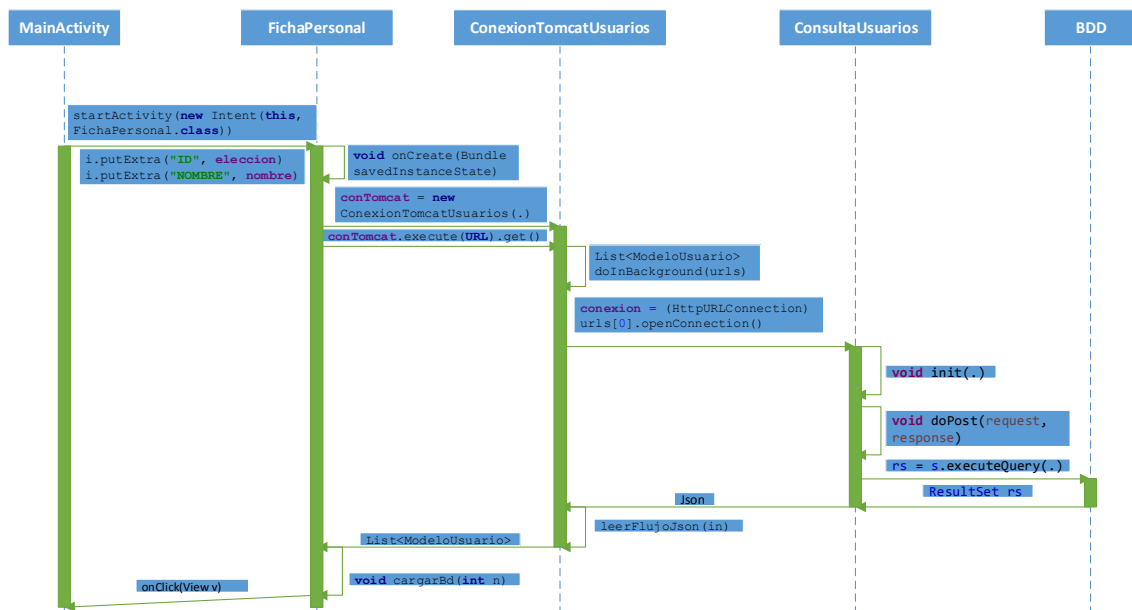 MainActivity
FichaPersonal
ConexionTomcatUsuarios
ConsultaUsuarios
BDD
startActivity(new Intent(this,
FichaPersonal.class))
i.putExtra("ID", eleccion)
i.putExtra("NOMBRE", nombre)
void onCreate(Bundle
savedInstanceState)
conTomcat = new
ConexionTomcatUsuarios(.)
conTomcat.execute(URL).get()
List<ModeloUsuario>
doInBackground(urls)
conexion = (HttpURLConnection)
urls[0].openConnection()
void init(.)
void doPost(request,
response)
rs = s.executeQuery(.)
ResultSet rs
Json
leerFlujoJson(in)
List<ModeloUsuario>
void cargarBd(int n)
onClick(View v)